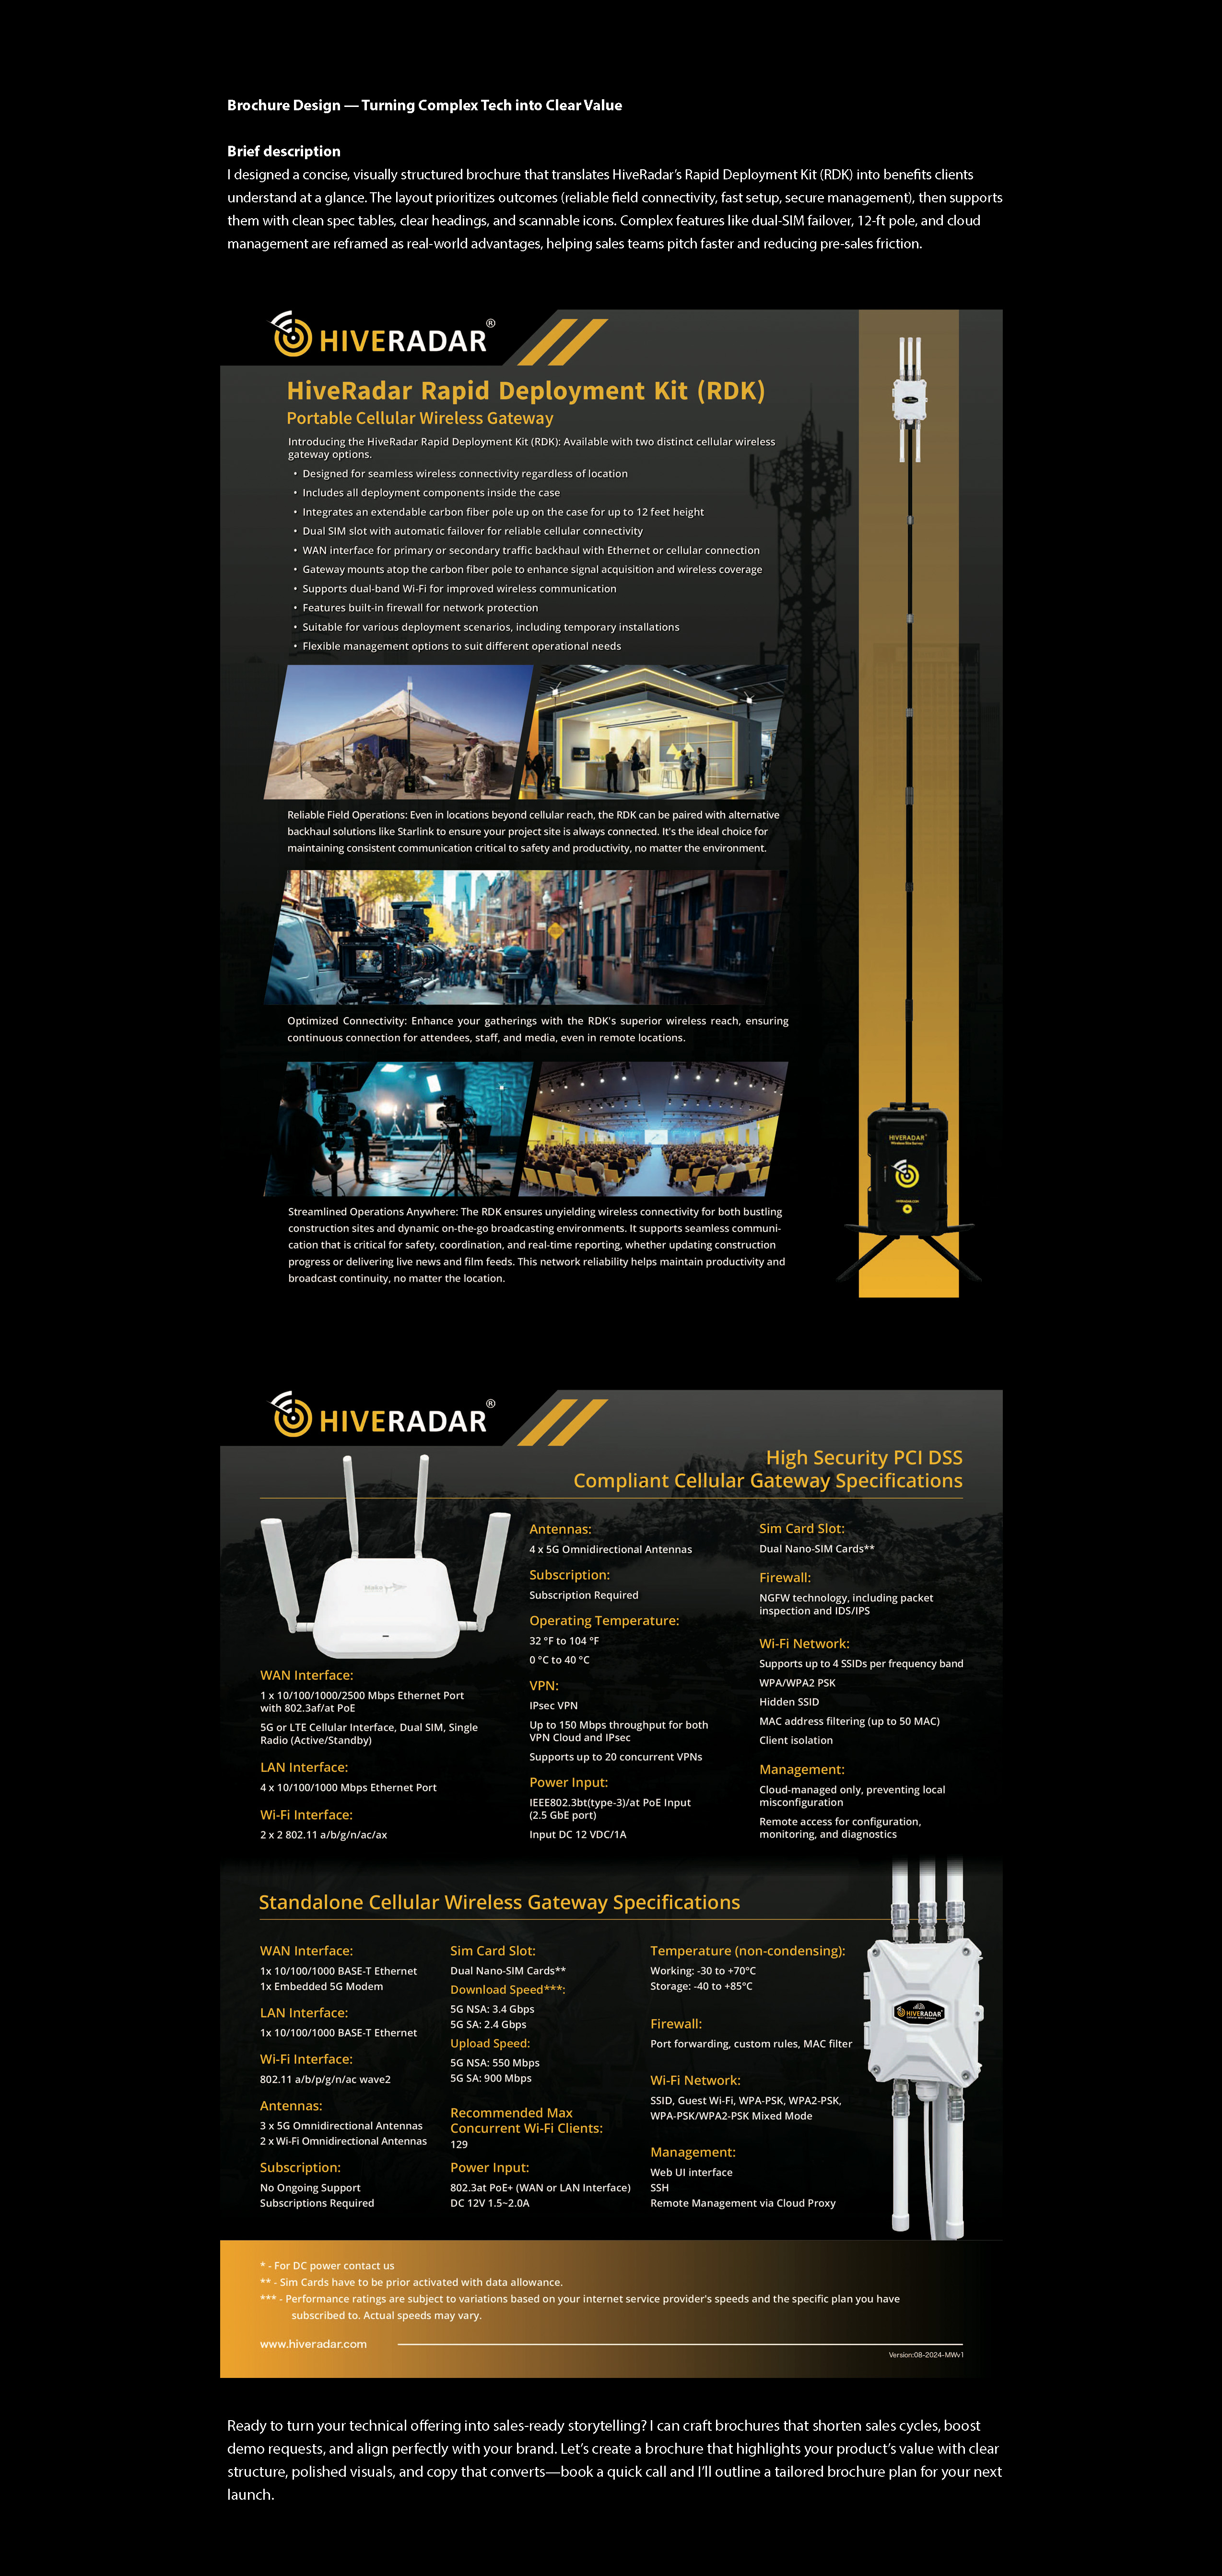 Brochure Design — Turning Complex Tech into Clear Value
Brief description
I designed a concise, visually structured brochure that translates HiveRadar’s Rapid Deployment Kit (RDK) into benefits clients
understand at a glance. The layout prioritizes outcomes (reliable field connectivity, fast setup, secure management), then supports
them with clean spec tables, clear headings, and scannable icons. Complex features like dual-SIM failover, 12-ft pole, and cloud
management are reframed as real-world advantages, helping sales teams pitch faster and reducing pre-sales friction.
HIVERADAR®
HiveRadar Rapid Deployment Kit (RDK)
Portable Cellular Wireless Gateway
Introducing the HiveRadar Rapid Deployment Kit (RDK): Available with two distinct cellular wireless
gateway options.
• Designed for seamless wireless connectivity regardless of location
• Includes all deployment components inside the case
• Integrates an extendable carbon fiber pole up on the case for up to 12 feet height
• Dual SIM slot with automatic failover for reliable cellular connectivity
• WAN interface for primary or secondary traffic backhaul with Ethernet or cellular connection
• Gateway mounts atop the carbon fiber pole to enhance signal acquisition and wireless coverage
• Supports dual-band Wi-Fi for improved wireless communication
• Features built-in firewall for network protection
• Suitable for various deployment scenarios, including temporary installations
• Flexible management options to suit different operational needs
Reliable Field Operations: Even in locations beyond cellular reach, the RDK can be paired with alternative
backhaul solutions like Starlink to ensure your project site is always connected. It's the ideal choice for
maintaining consistent communication critical to safety and productivity, no matter the environment.
Optimized Connectivity: Enhance your gatherings with the RDK's superior wireless reach, ensuring
continuous connection for attendees, staff, and media, even in remote locations.
Streamlined Operations Anywhere: The RDK ensures unyielding wireless connectivity for both bustling
construction sites and dynamic on-the-go broadcasting environments. It supports seamless communi-
cation that is critical for safety, coordination, and real-time reporting, whether updating construction
progress or delivering live news and film feeds. This network reliability helps maintain productivity and
broadcast continuity, no matter the location.
HIVERADAR
HIVERADAR®
High Security PCI DSS
Compliant Cellular Gateway Specifications
WAN Interface:
1 x 10/100/1000/2500 Mbps Ethernet Port
with 802.3af/at PoE
5G or LTE Cellular Interface, Dual SIM, Single
Radio (Active/Standby)
LAN Interface:
4 x 10/100/1000 Mbps Ethernet Port
Wi-Fi Interface:
2 x 2 802.11 a/b/g/n/ac/ax
Antennas:
4 x 5G Omnidirectional Antennas
Subscription:
Subscription Required
Operating Temperature:
32 °F to 104 °F
0 °C to 40 °C
VPN:
IPsec VPN
Up to 150 Mbps throughput for both
VPN Cloud and IPsec
Supports up to 20 concurrent VPNs
Power Input:
IEEE802.3bt(type-3)/at PoE Input
(2.5 GbE port)
Input DC 12 VDC/1A
Sim Card Slot:
Dual Nano-SIM Cards**
Firewall:
NGFW technology, including packet
inspection and IDS/IPS
Wi-Fi Network:
Supports up to 4 SSIDs per frequency band
WPA/WPA2 PSK
Hidden SSID
MAC address filtering (up to 50 MAC)
Client isolation
Management:
Cloud-managed only, preventing local
misconfiguration
Remote access for configuration,
monitoring, and diagnostics
Standalone Cellular Wireless Gateway Specifications
WAN Interface:
1x 10/100/1000 BASE-T Ethernet
1x Embedded 5G Modem
LAN Interface:
1x 10/100/1000 BASE-T Ethernet
Wi-Fi Interface:
802.11 a/b/p/g/n/ac wave2
Antennas:
3 x 5G Omnidirectional Antennas
2 x Wi-Fi Omnidirectional Antennas
Subscription:
No Ongoing Support
Subscriptions Required
Sim Card Slot:
Dual Nano-SIM Cards**
Download Speed***:
5G NSA: 3.4 Gbps
5G SA: 2.4 Gbps
Upload Speed:
5G NSA: 550 Mbps
5G SA: 900 Mbps
Recommended Max
Concurrent Wi-Fi Clients:
129
Power Input:
802.3at PoE+ (WAN or LAN Interface)
DC 12V 1.5~2.0A
Temperature (non-condensing):
Working: -30 to +70°C
Storage: -40 to +85°C
Firewall:
Port forwarding, custom rules, MAC filter
Wi-Fi Network:
SSID, Guest Wi-Fi, WPA-PSK, WPA2-PSK,
WPA-PSK/WPA2-PSK Mixed Mode
Management:
Web UI interface
SSH
Remote Management via Cloud Proxy
HIVERADAR
* - For DC power contact us
** - Sim Cards have to be prior activated with data allowance.
*** - Performance ratings are subject to variations based on your internet service provider's speeds and the specific plan you have
subscribed to. Actual speeds may vary.
www.hiveradar.com
Version:08-2024-MWv1
Ready to turn your technical offering into sales-ready storytelling? I can craft brochures that shorten sales cycles, boost
demo requests, and align perfectly with your brand. Let’s create a brochure that highlights your product’s value with clear
structure, polished visuals, and copy that converts—book a quick call and I’ll outline a tailored brochure plan for your next
launch.